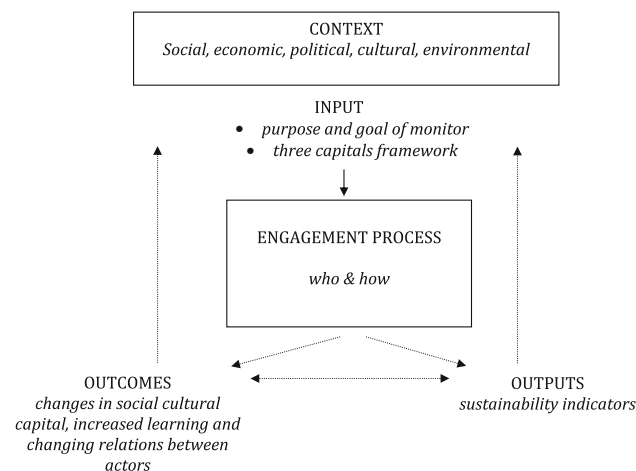 CONTEXT
Social, economic, political, cultural, environmental
INPUT
• purpose and goal of monitor
• three capitals framework
ENGAGEMENT PROCESS
who & how
OUTCOMES
changes in social cultural
capital, increased learning and
changing relations between
actors
OUTPUTS
sustainability indicators